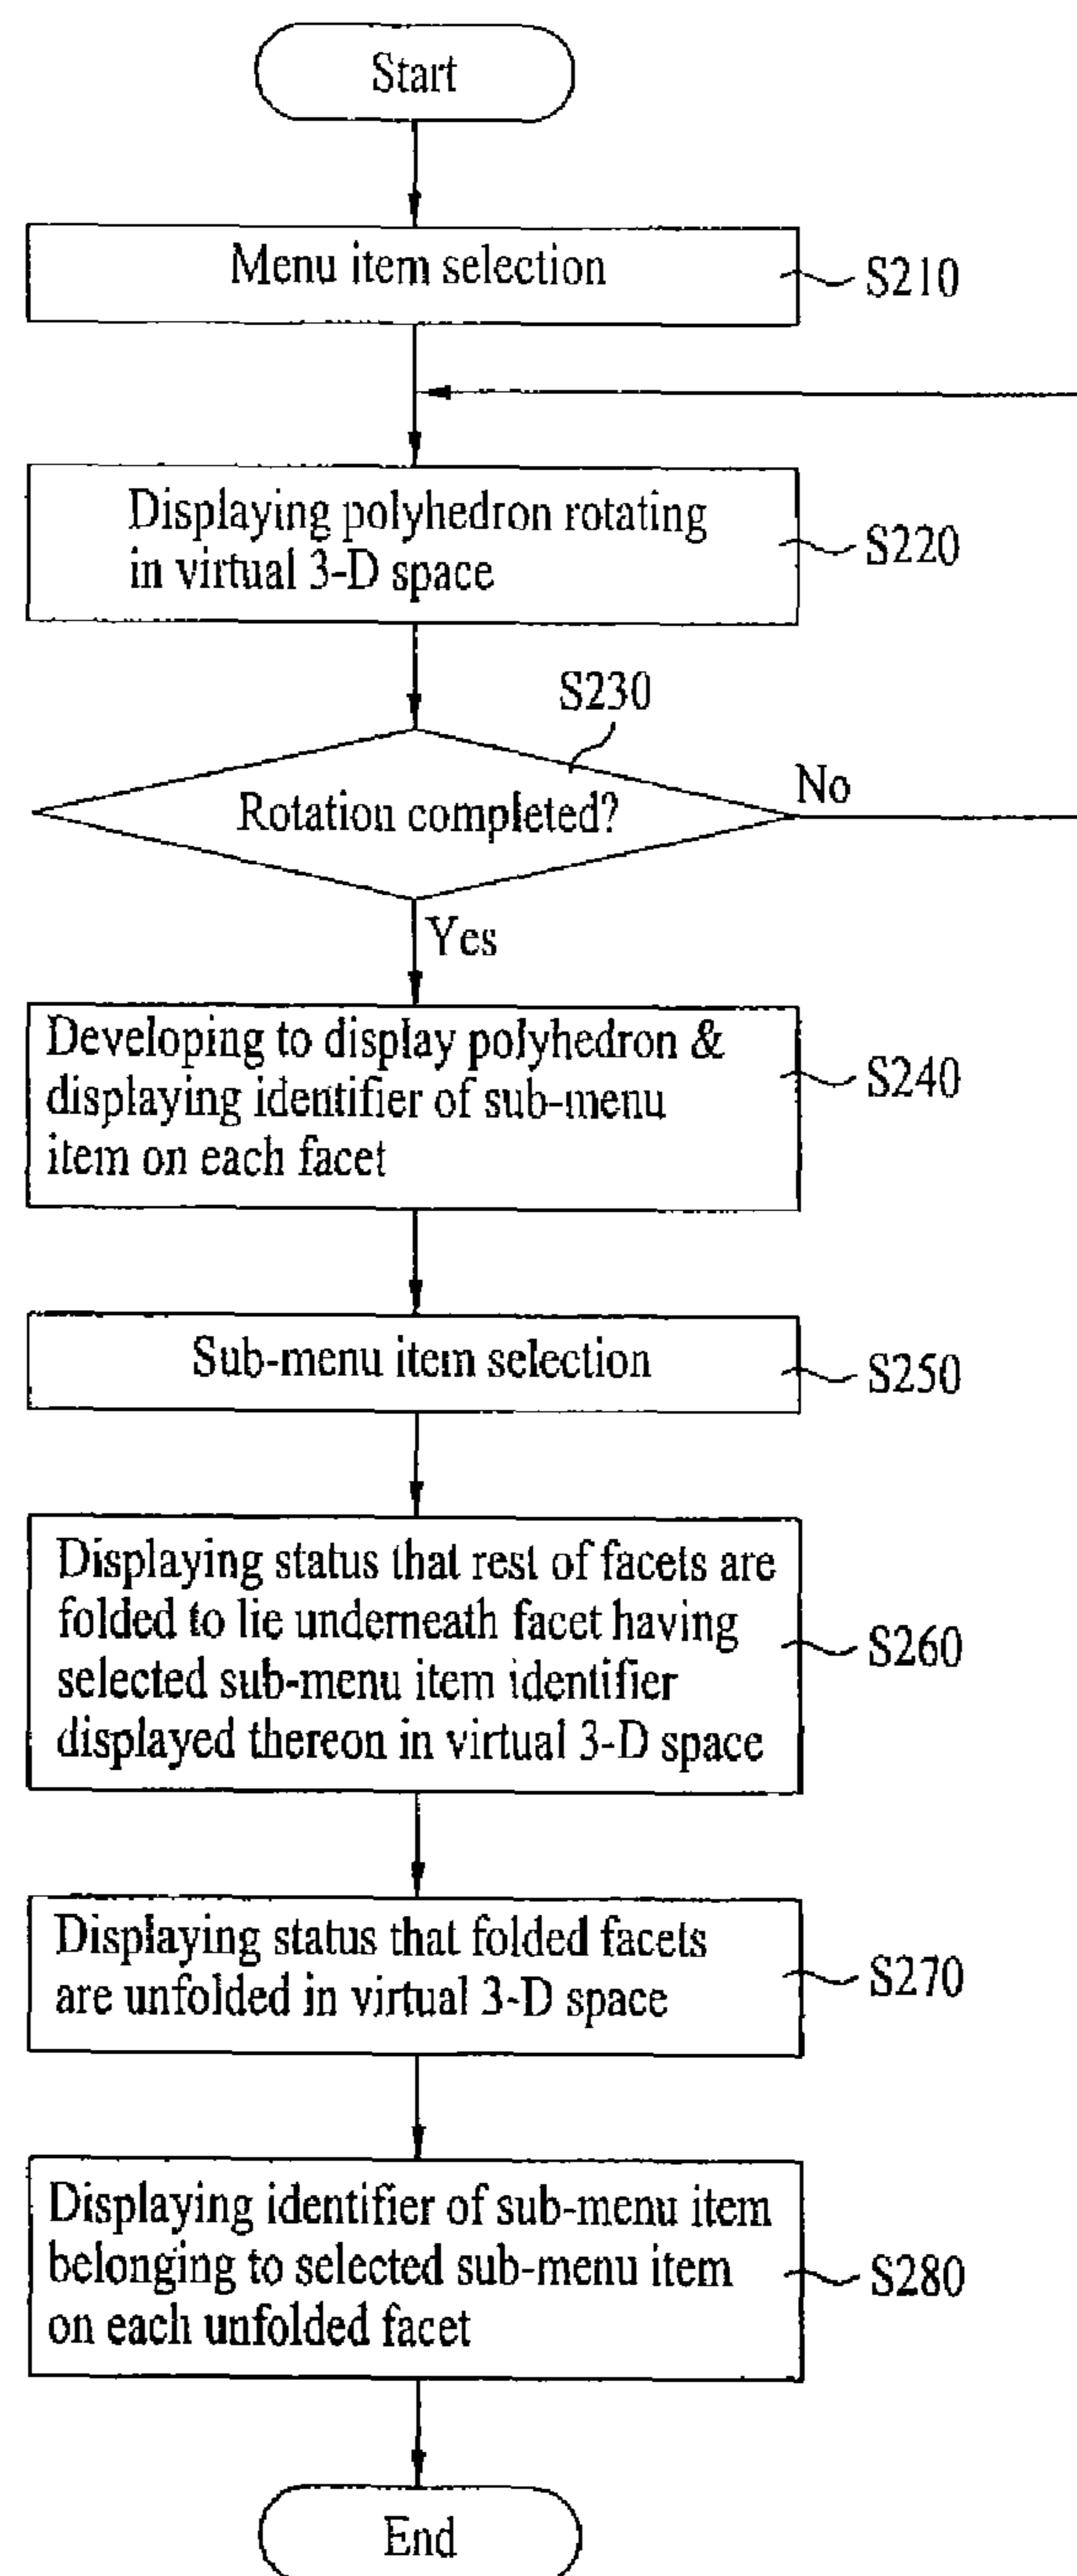 Start
Menu item selection
S210
Displaying polyhedron rotating
in virtual 3-D space
S220
S230
Rotation completed?
No
Yes
Developing to display polyhedron &
displaying identifier of sub-menu
item on each facet
S240
Sub-menu item selection
S250
Displaying status that rest of facets are
folded to lie underneath facet having
selected sub-menu item identifier
displayed thereon in virtual 3-D space
S260
Displaying status that folded facets
are unfolded in virtual 3-D space
S270
Displaying identifier of sub-menu item
belonging to selected sub-menu item
on each unfolded facet
S280
End